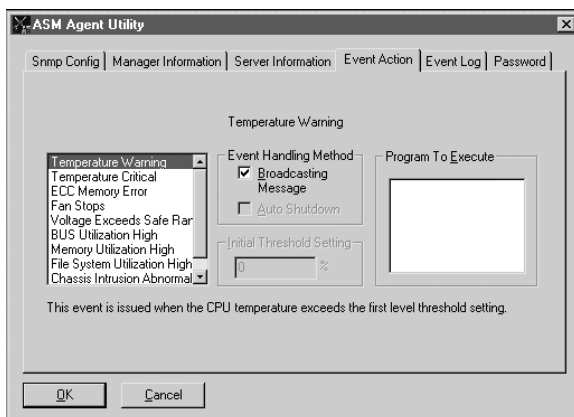 ASM Agent Utility
Snmp Config
Manager Information
Server Information
Event Action
Event Log
Password
Temperature Warning
Temperature Warning
Temperature Critical
ECC Memory Error
Fan Stops
Voltage Exceeds Safe Ran
BUS Utilization High
Memory Utilization High
File System Utilization High
Chassis Intrusion Abnormal
Event Handling Method
Broadcasting
Message
Auto Shutdown
Initial Threshold Setting
0 %
Program To Execute
This event is issued when the CPU temperature exceeds the first level threshold setting.
OK
Cancel